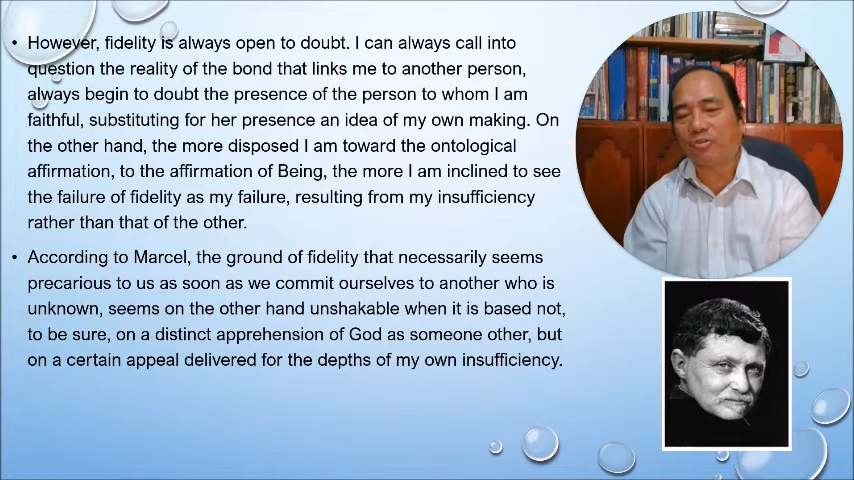 • However, fidelity is always open to doubt. I can always call into
question the reality of the bond that links me to another person,
always begin to doubt the presence of the person to whom I am
faithful, substituting for her presence an idea of my own making. On
the other hand, the more disposed I am toward the ontological
affirmation, to the affirmation of Being, the more I am inclined to see
the failure of fidelity as my failure, resulting from my insufficiency
rather than that of the other.
• According to Marcel, the ground of fidelity that necessarily seems
precarious to us as soon as we commit ourselves to another who is
unknown, seems on the other hand unshakable when it is based not,
to be sure, on a distinct apprehension of God as someone other, but
on a certain appeal delivered for the depths of my own insufficiency.